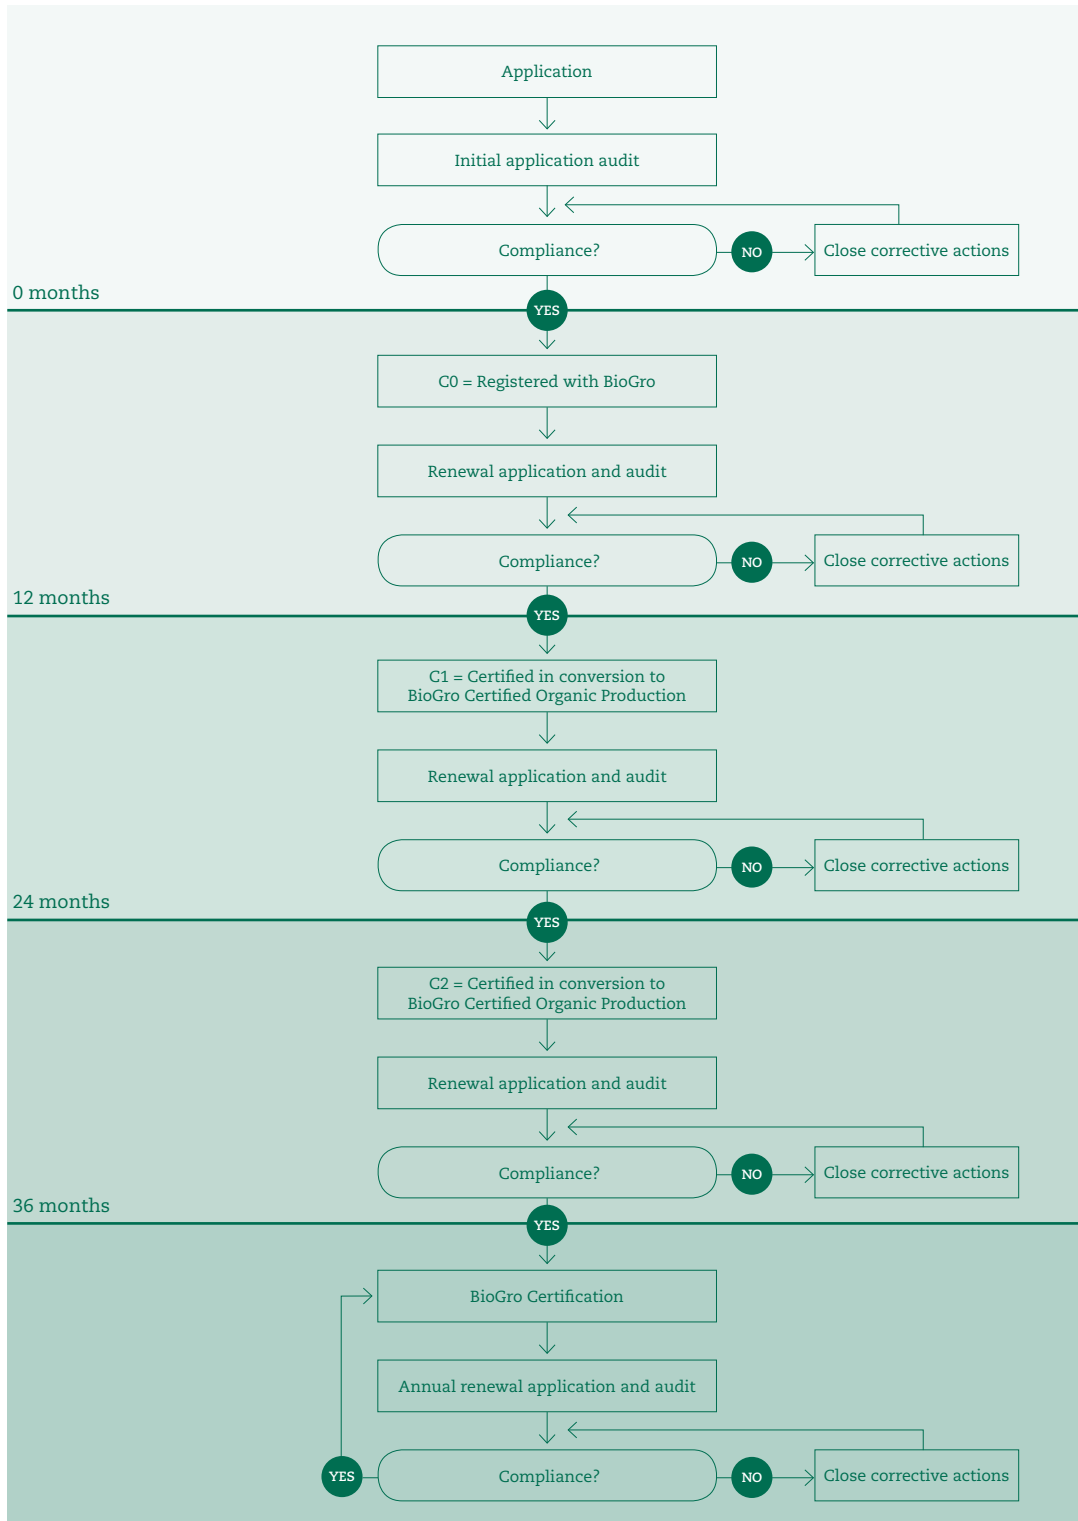 Application
Initial application audit
Compliance?
NO
Close corrective actions
0 months
YES
C0 = Registered with BioGro
Renewal application and audit
Compliance?
NO
Close corrective actions
12 months
YES
C1 = Certified in conversion to
BioGro Certified Organic Production
Renewal application and audit
Compliance?
NO
Close corrective actions
24 months
YES
C2 = Certified in conversion to
BioGro Certified Organic Production
Renewal application and audit
Compliance?
NO
Close corrective actions
36 months
YES
BioGro Certification
Annual renewal application and audit
YES
Compliance?
NO
Close corrective actions